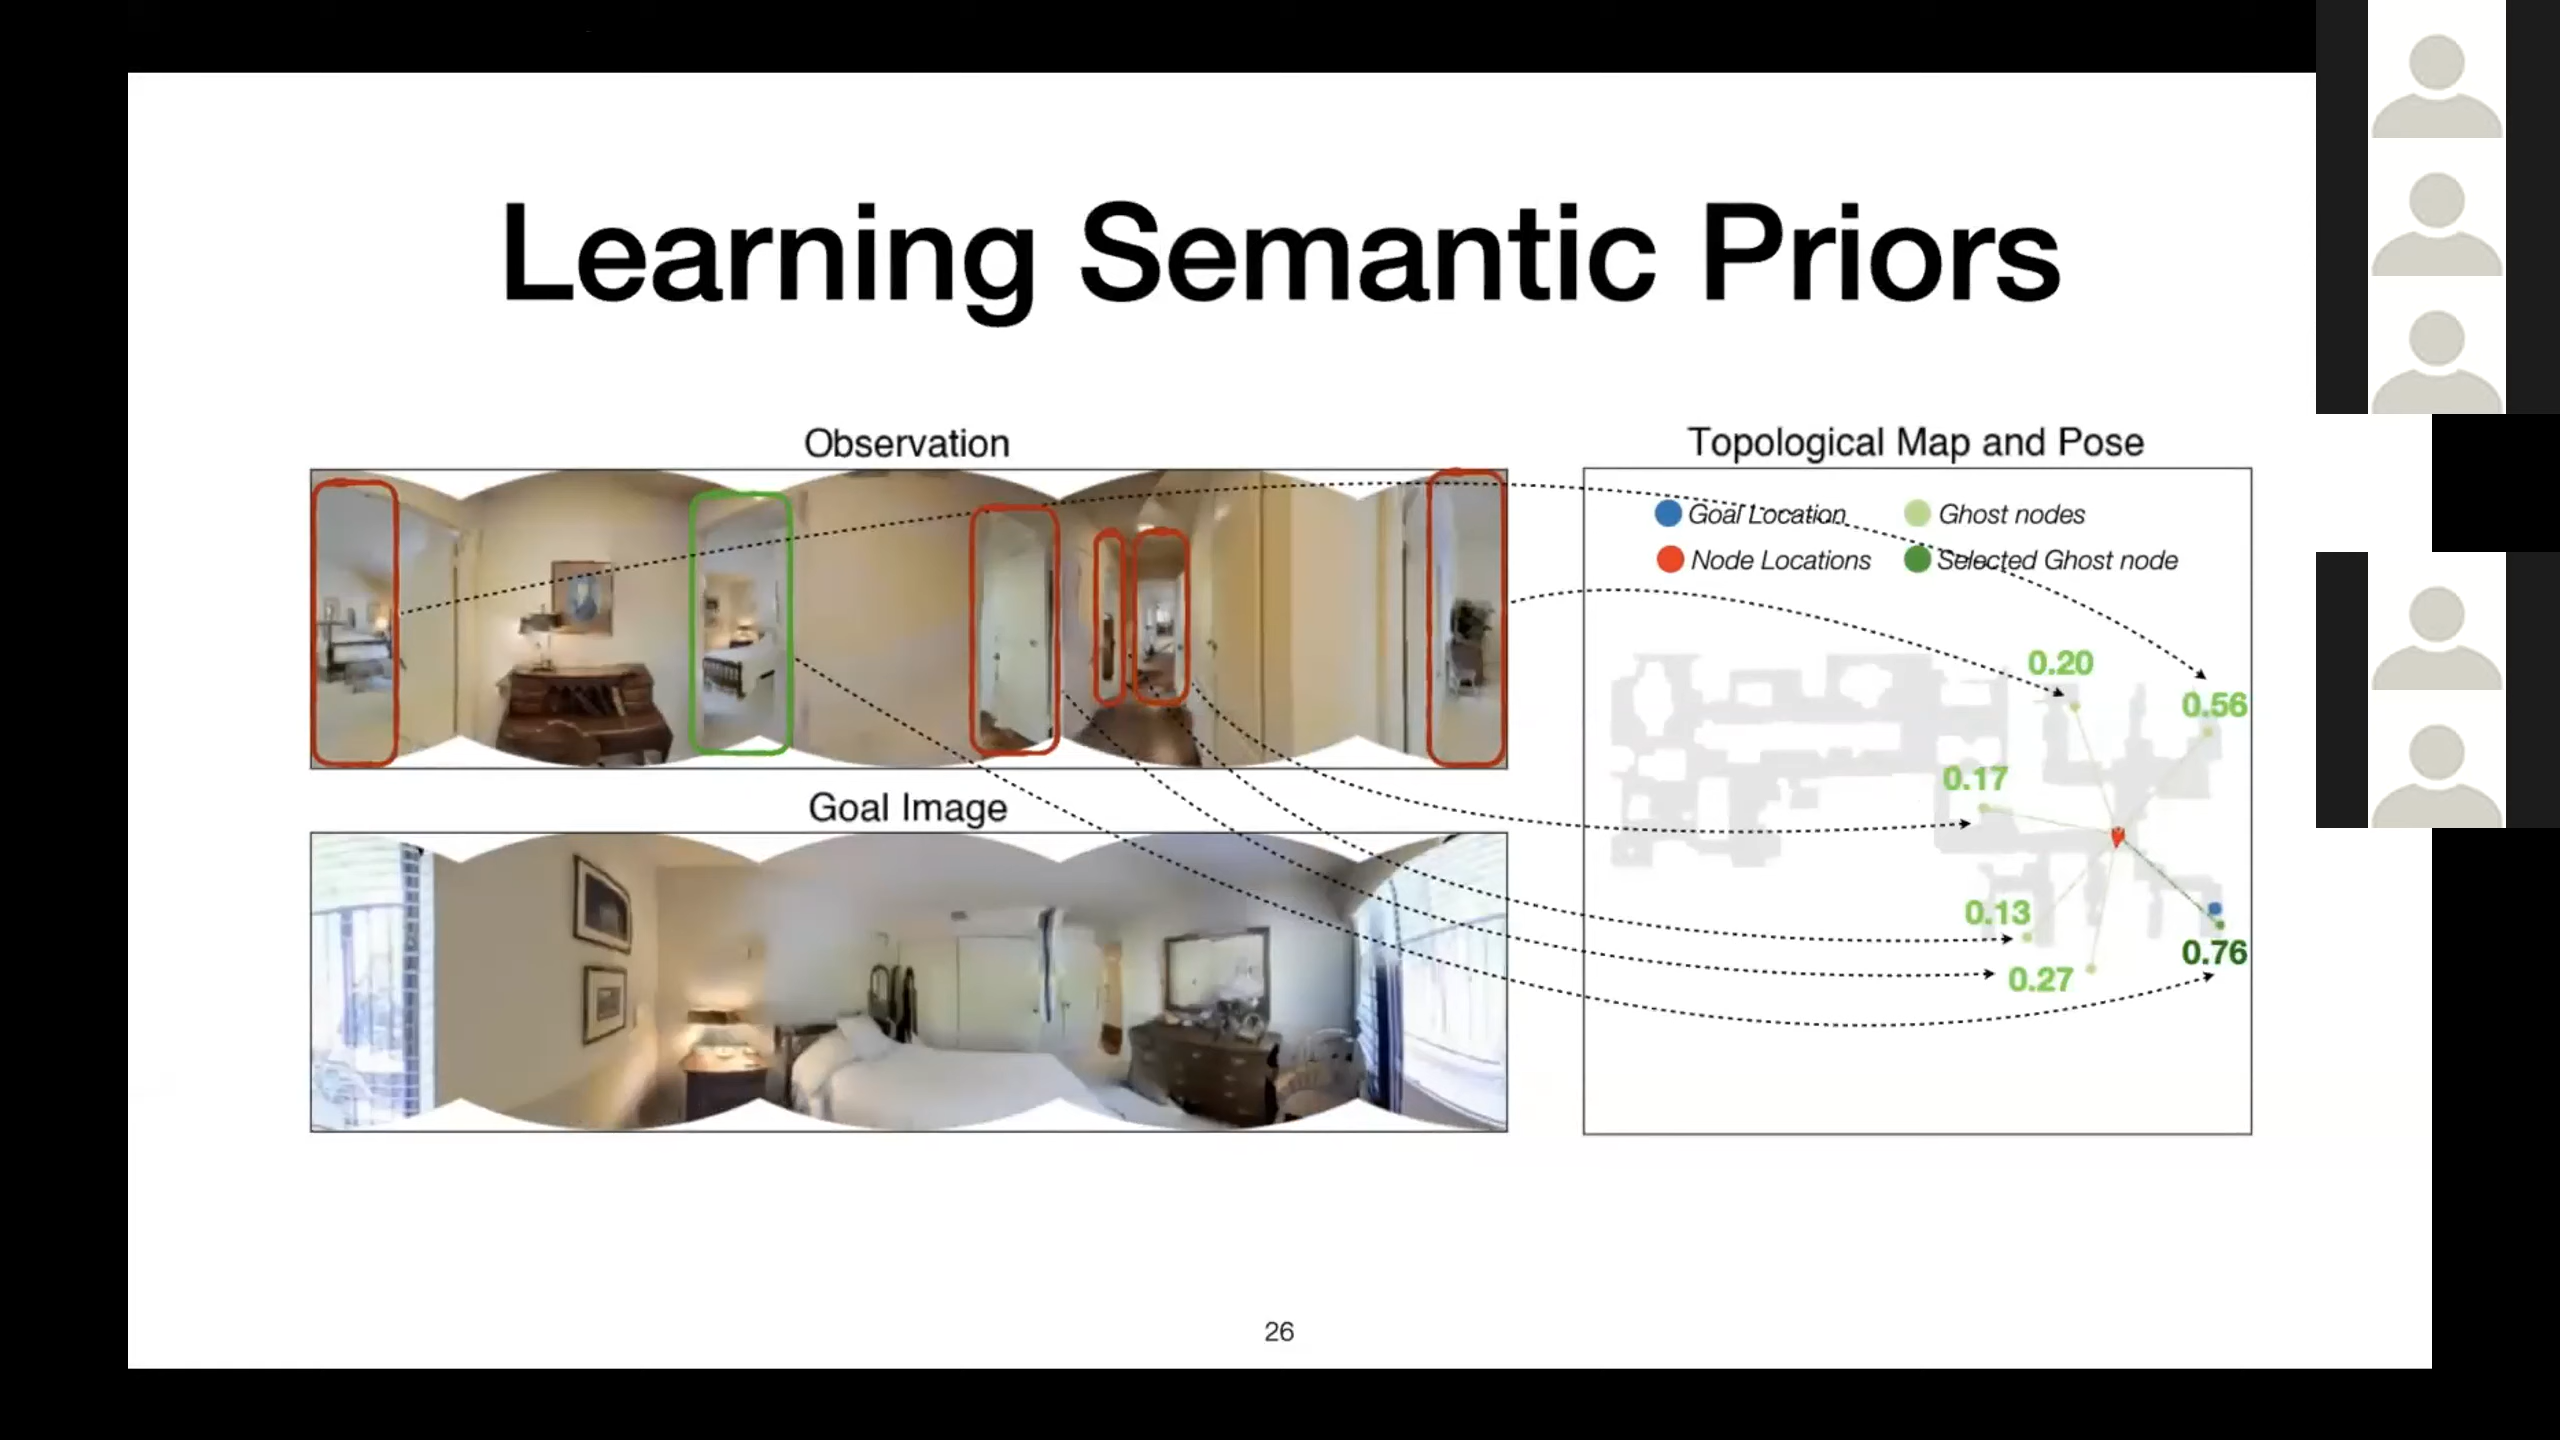 Learning Semantic Priors
Observation
Goal Image
Topological Map and Pose
Goal Location
Ghost nodes
Node Locations
Selected Ghost node
0.20
0.56
0.17
0.13
0.76
0.27
26